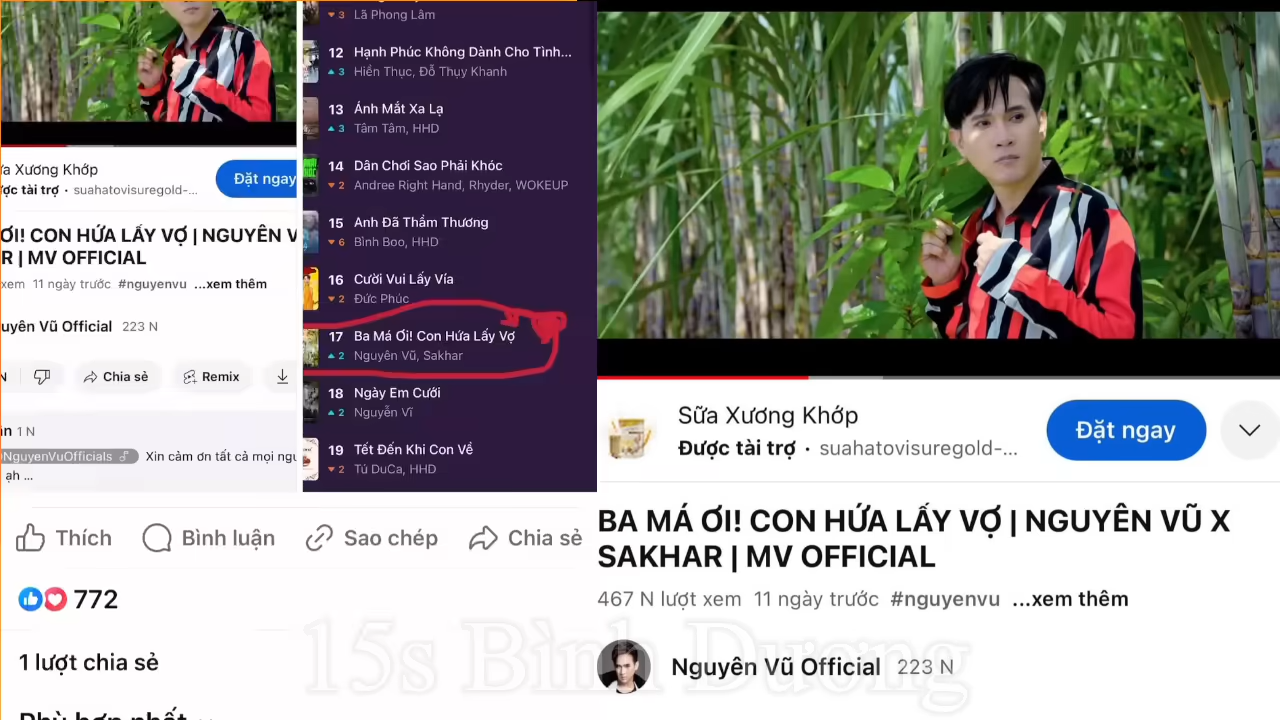 3 Lã Phong Lâm
12 Hạnh Phúc Không Dành Cho Tình...
3 Hiền Thục, Đỗ Thụy Khanh
13 Ánh Mắt Xa Lạ
3 Tâm Tâm, HHD
14 Dân Chơi Sao Phải Khóc
2 Andree Right Hand, Rhyder, WOKEUP
15 Anh Đã Thầm Thương
6 Bình Boo, HHD
16 Cười Vui Lấy Vía
2 Đức Phúc
17 Ba Má Ơi! Con Hứa Lấy Vợ
2 Nguyên Vũ, Sakhar
18 Ngày Em Cưới
2 Nguyễn Vĩ
19 Tết Đến Khi Con Về
2 Tú DuCa, HHD
ữa Xương Khớp
ược tài trợ · suahatovisuregold-...
Đặt ngay
ƠI! CON HỨA LẤY VỢ | NGUYÊN V
R | MV OFFICIAL
xem 11 ngày trước #nguyenvu ...xem thêm
uyên Vũ Official 223 N
N Chia sẻ Remix
ận 1 N
NguyenVuOfficials Xin cảm ơn tất cả mọi ngư
ạh ...
Thích Bình luận Sao chép Chia sẻ
772
1 lượt chia sẻ
Phù hợp nhất
Sữa Xương Khớp
Được tài trợ · suahatovisuregold-...
Đặt ngay
BA MÁ ƠI! CON HỨA LẤY VỢ | NGUYÊN VŨ X
SAKHAR | MV OFFICIAL
467 N lượt xem 11 ngày trước #nguyenvu ...xem thêm
Nguyên Vũ Official 223 N
15s Bình Dương